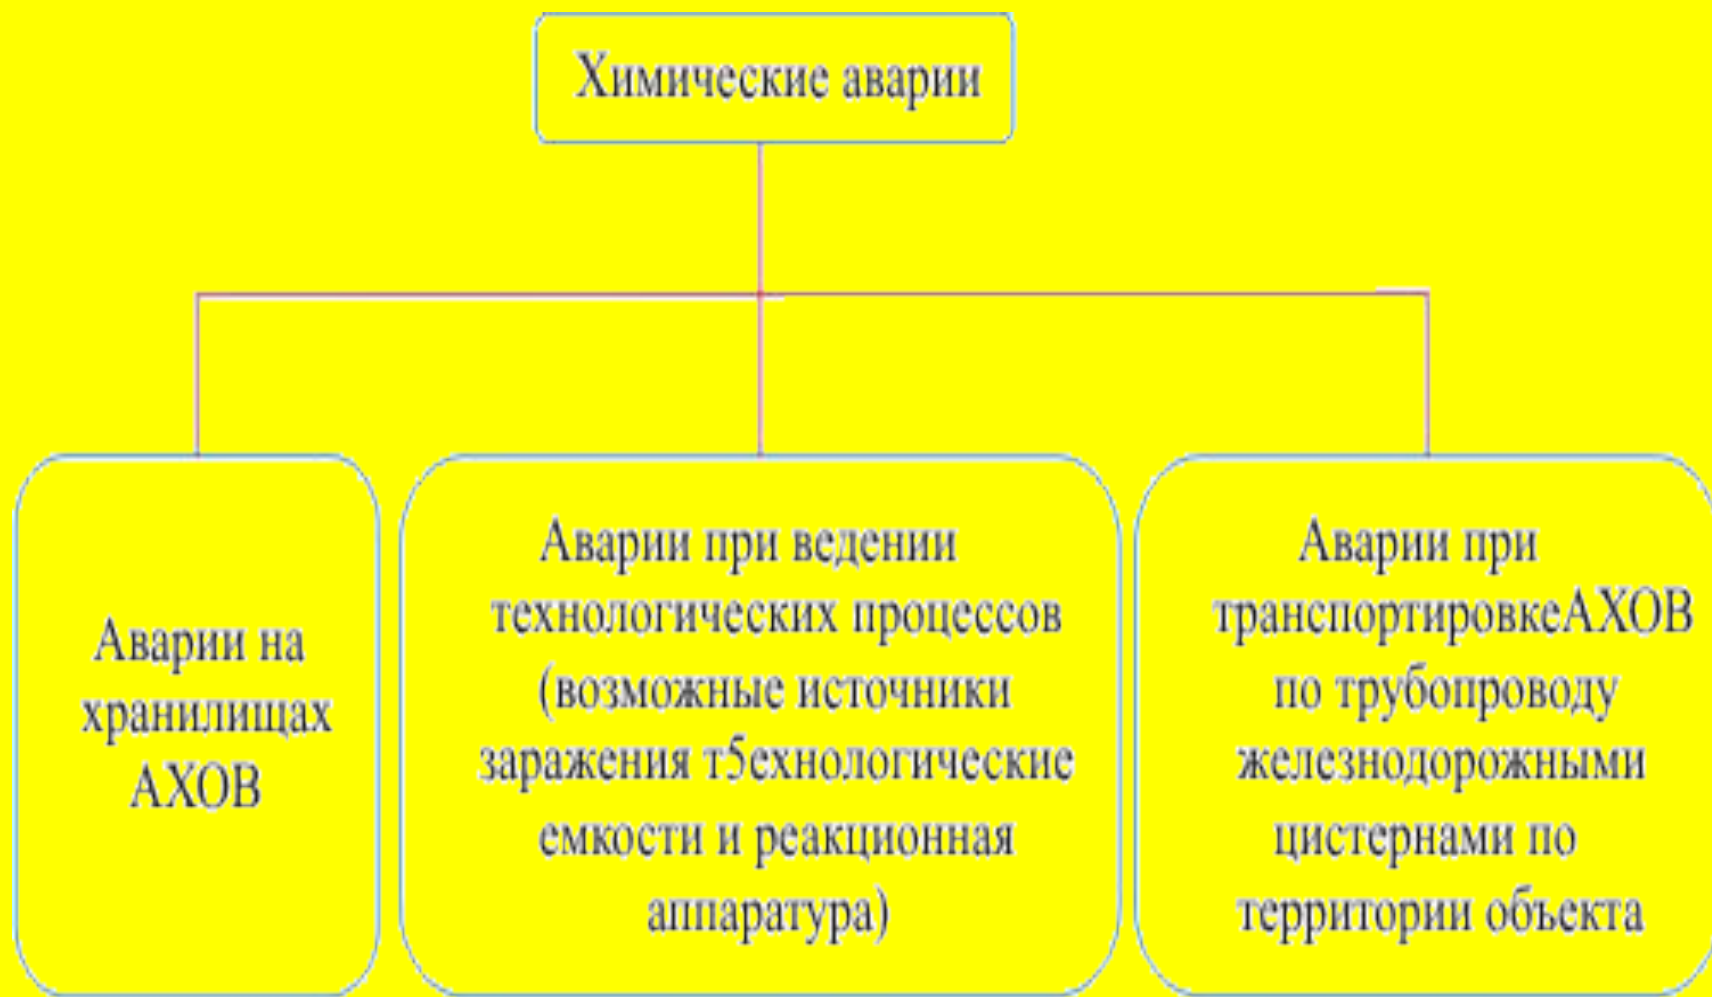 Химические аварии
Аварии на
хранилищах
АХОВ
Аварии при ведении
технологических процессов
(возможные источники
заражения т5ехнологические
емкости и реакционная
аппаратура)
Аварии при
транспортировкеАХОВ
по трубопроводу
железнодорожными
цистернами по
территории объекта